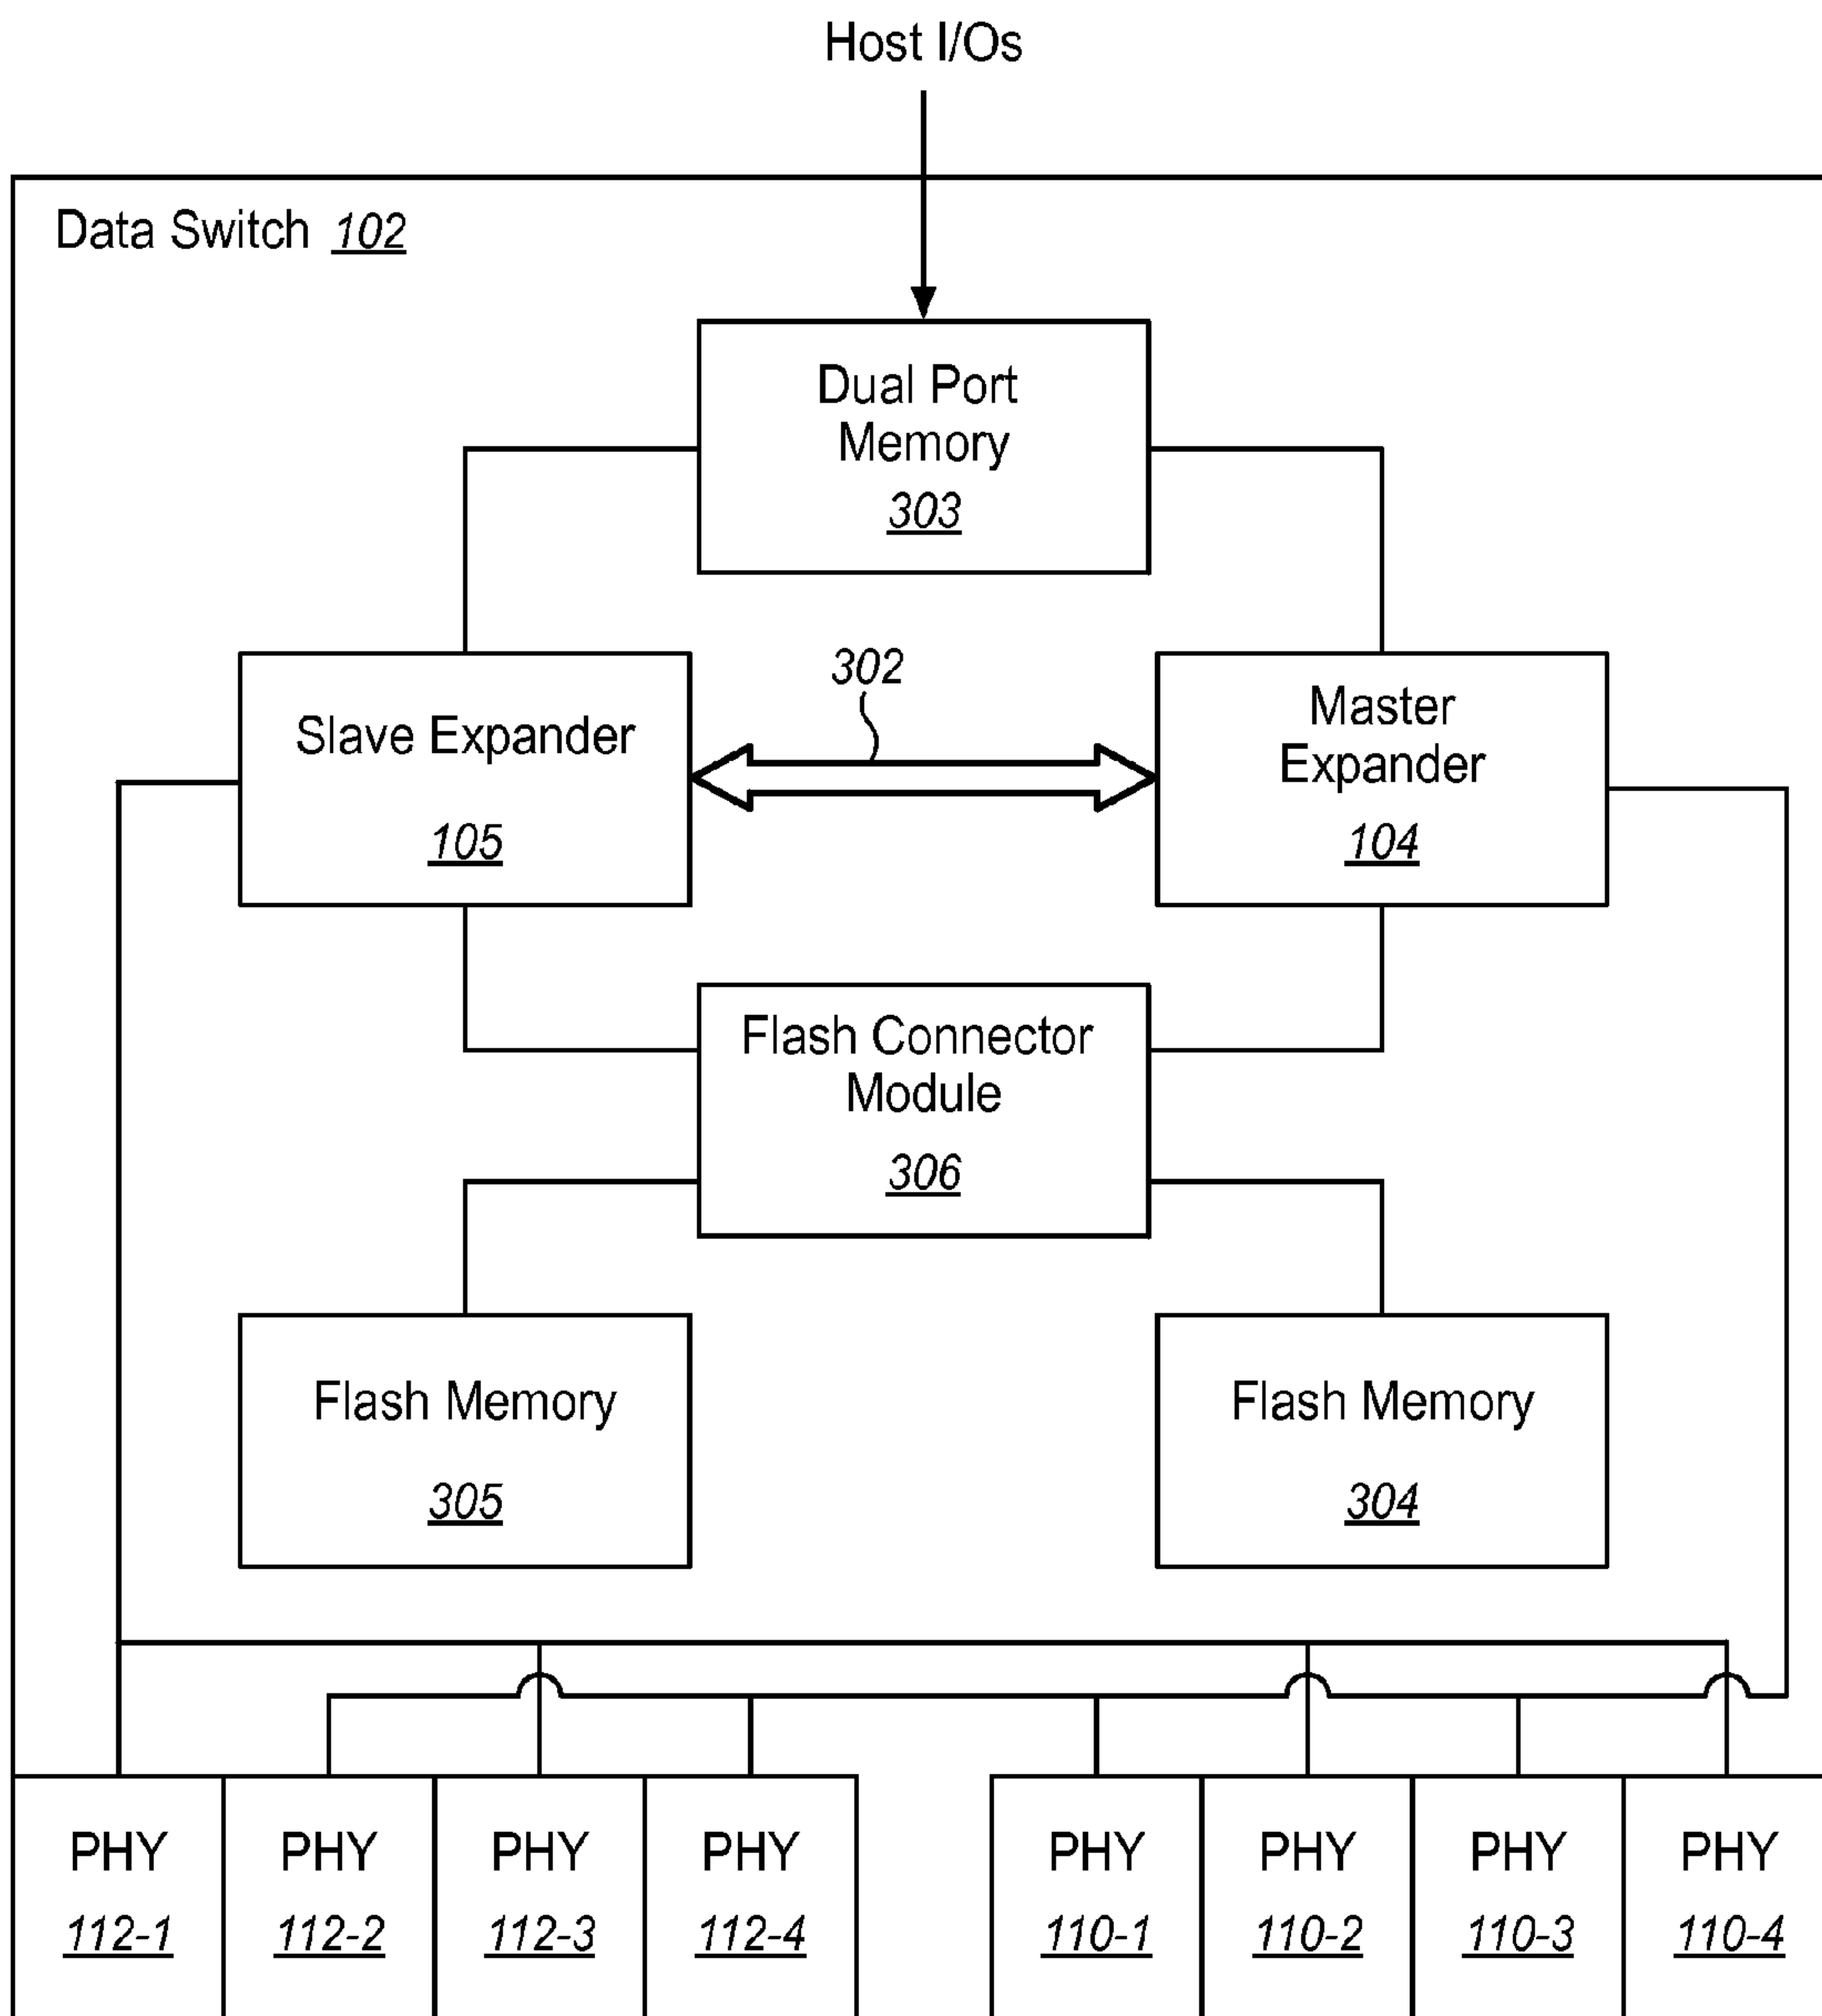 Host I/Os
Data Switch 102
Dual Port
Memory
303
302
Slave Expander
105
Master
Expander
104
Flash Connector
Module
306
Flash Memory
305
Flash Memory
304
PHY
112-1
PHY
112-2
PHY
112-3
PHY
112-4
PHY
110-1
PHY
110-2
PHY
110-3
PHY
110-4